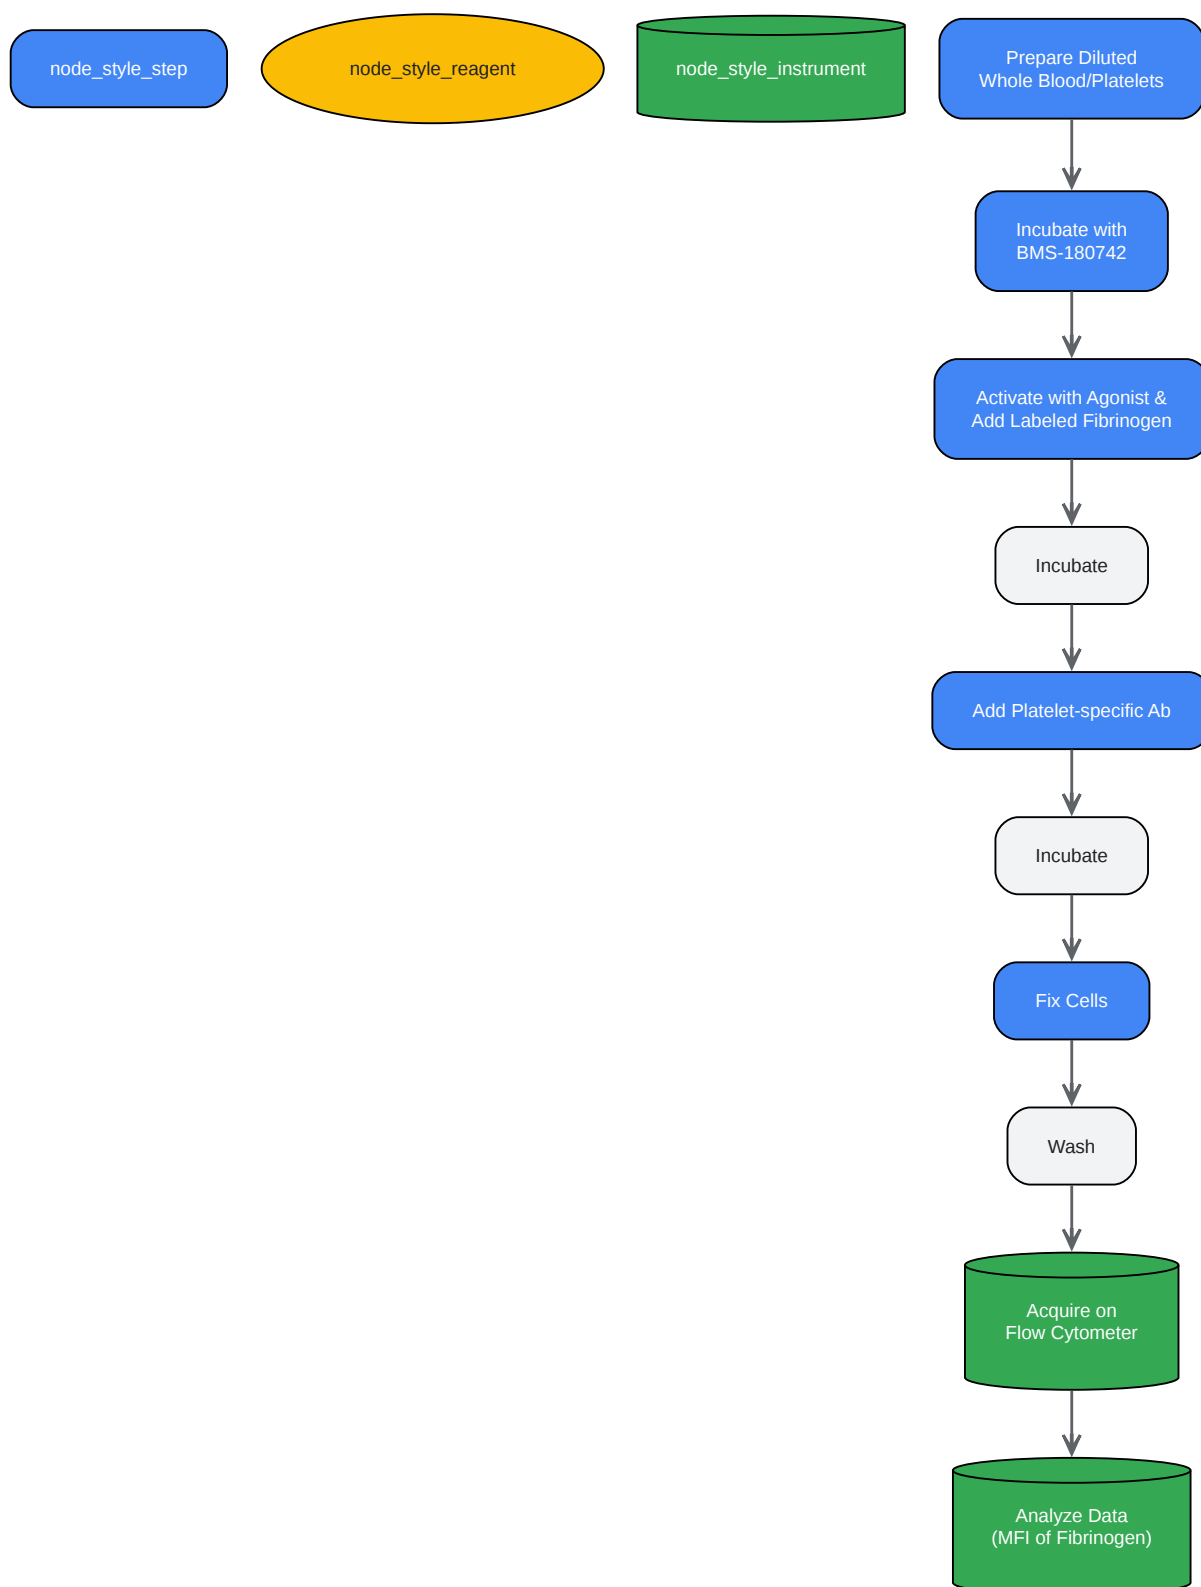 node_style_step
node_style_reagent
node_style_instrument
Prepare Diluted
Whole Blood/Platelets
Incubate with
BMS-180742
Activate with Agonist &
Add Labeled Fibrinogen
Incubate
Add Platelet-specific Ab
Incubate
Fix Cells
Wash
Acquire on
Flow Cytometer
Analyze Data
(MFI of Fibrinogen)